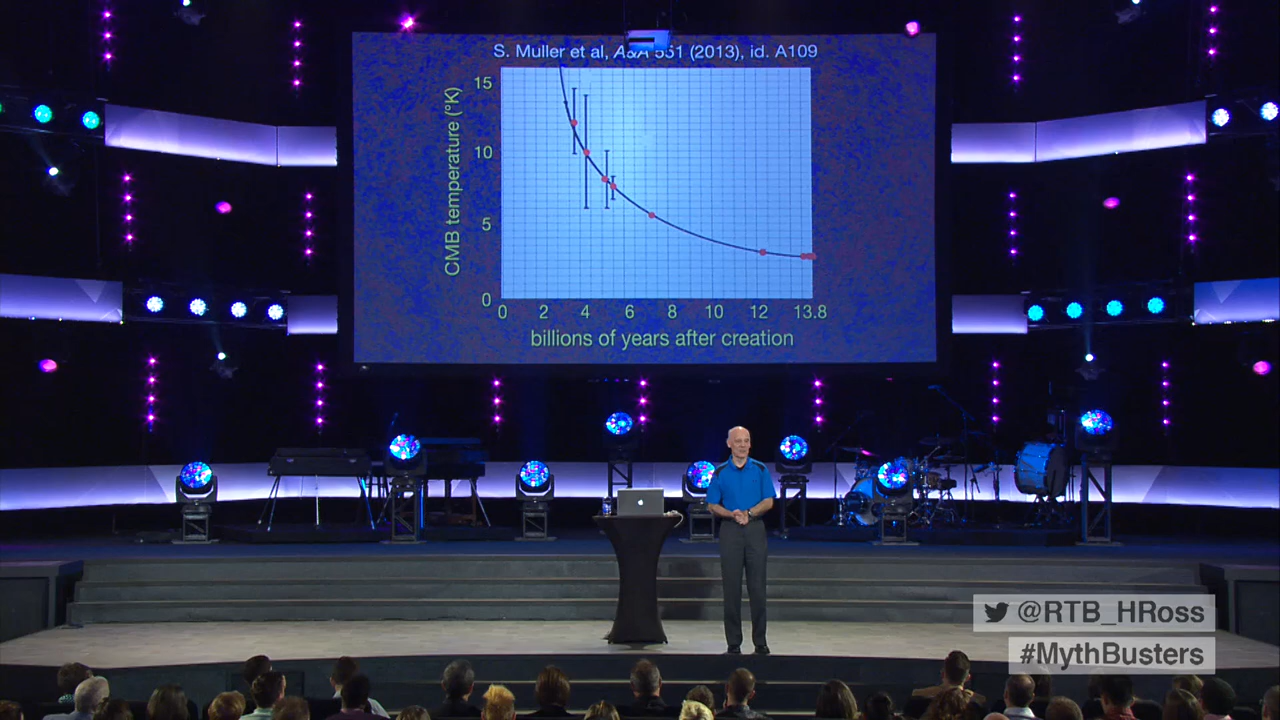 S. Muller et al, A&A 551 (2013), id. A109
CMB temperature (°K)
15
10
5
0
0 2 4 6 8 10 12 13.8
billions of years after creation
@RTB_HRoss
#MythBusters